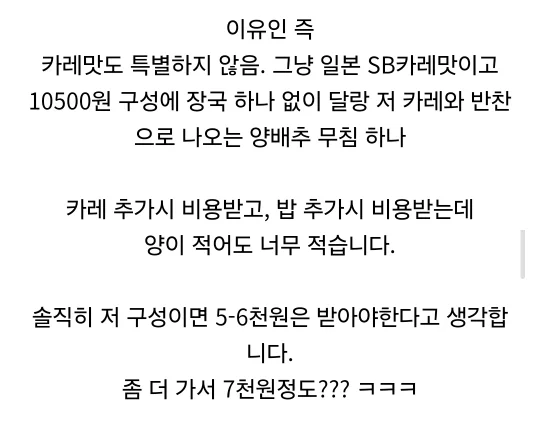 이유인 즉
카레맛도 특별하지 않음. 그냥 일본 SB카레맛이고
10500원 구성에 장국 하나 없이 달랑 저 카레와 반찬
으로 나오는 양배추 무침 하나
카레 추가시 비용받고, 밥 추가시 비용받는데
양이 적어도 너무 적습니다.
솔직히 저 구성이면 5-6천원은 받아야한다고 생각합
니다.
좀 더 가서 7천원정도??? ㅋㅋㅋ